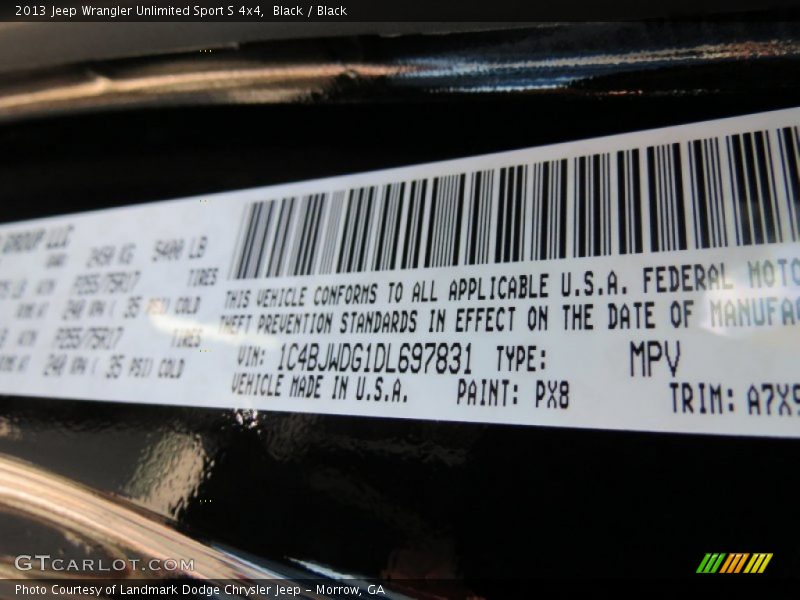 2013 Jeep Wrangler Unlimited Sport S 4x4, Black / Black
GROUP LLC
2458 KG 5400 LB
P255/75R17 TIRES
240 KPA ( 35 PSI) COLD
P255/75R17 TIRES
240 KPA ( 35 PSI) COLD
THIS VEHICLE CONFORMS TO ALL APPLICABLE U.S.A. FEDERAL MOTO
THEFT PREVENTION STANDARDS IN EFFECT ON THE DATE OF MANUFAC
VIN: 1C4BJWDG1DL697831 TYPE: MPV
VEHICLE MADE IN U.S.A. PAINT: PX8 TRIM: A7X9
GTCARLOT.COM
Photo Courtesy of Landmark Dodge Chrysler Jeep - Morrow, GA